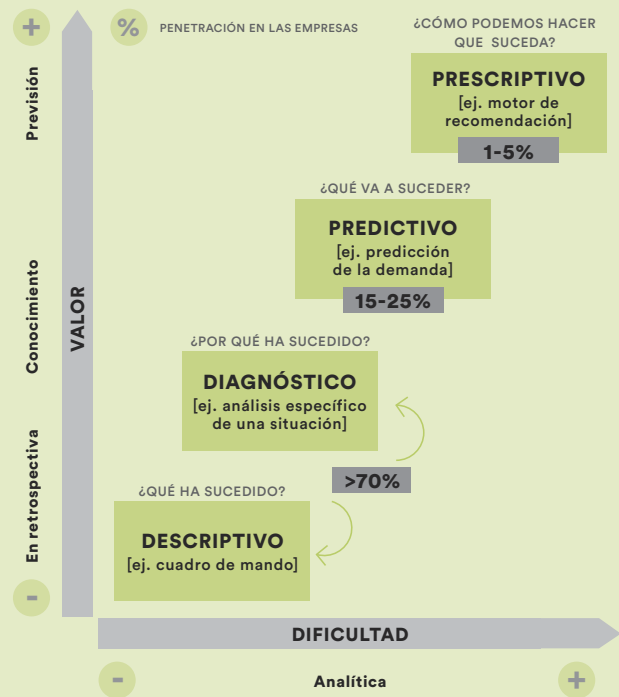 +
%
PENETRACIÓN EN LAS EMPRESAS
¿CÓMO PODEMOS HACER
QUE SUCEDA?
PRESCRIPTIVO
[ej. motor de
recomendación]
1-5%
Previsión
¿QUÉ VA A SUCEDER?
PREDICTIVO
[ej. predicción
de la demanda]
15-25%
Conocimiento
VALOR
¿POR QUÉ HA SUCEDIDO?
DIAGNÓSTICO
[ej. análisis específico
de una situación]
>70%
En retrospectiva
¿QUÉ HA SUCEDIDO?
DESCRIPTIVO
[ej. cuadro de mando]
-
DIFICULTAD
-
Analítica
+